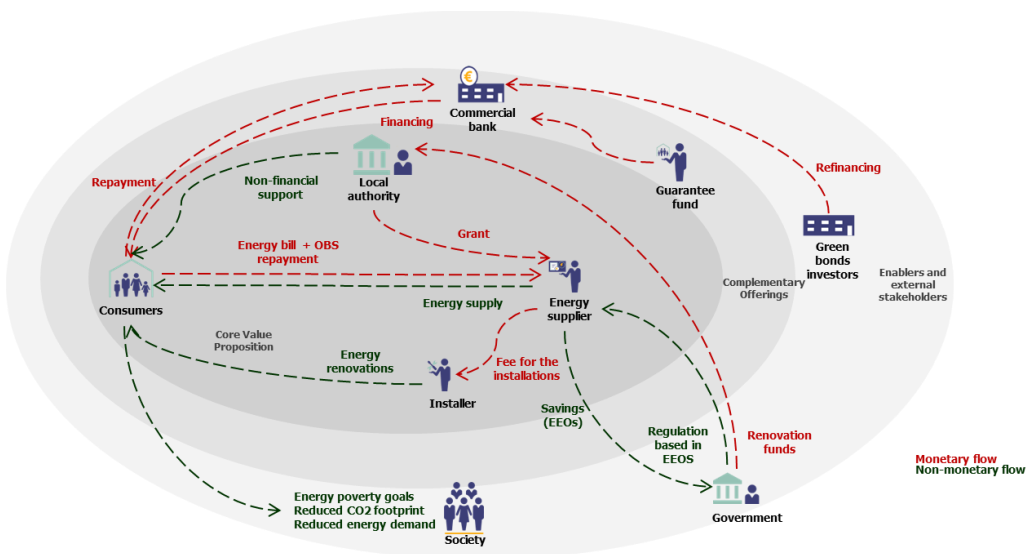 €
Commercial
bank
Financing
Repayment
Non-financial
support
Local
authority
Guarantee
fund
Refinancing
Grant
Energy bill + OBS
repayment
Green
bonds
investors
Complementary
Offerings
Enablers and
external
stakeholders
Energy supply
Energy
supplier
Consumers
Core Value
Proposition
Energy
renovations
Fee for the
installations
Installer
Savings
(EEOs)
Regulation
based in
EEOS
Renovation
funds
Monetary flow
Non-monetary flow
Energy poverty goals
Reduced CO2 footprint
Reduced energy demand
Society
Government